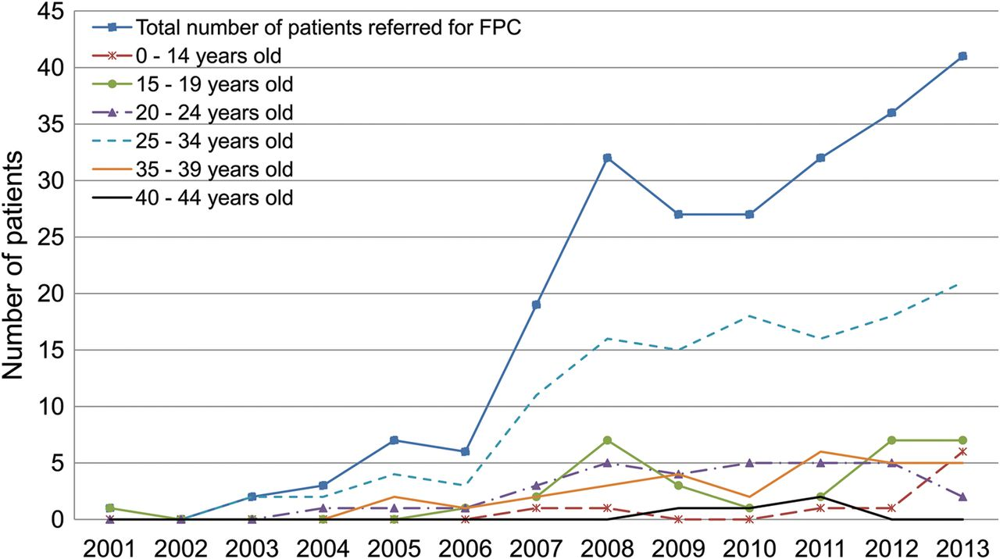 Number of patients
45
40
35
30
25
20
15
10
5
0
Total number of patients referred for FPC
0 - 14 years old
15 - 19 years old
20 - 24 years old
25 - 34 years old
35 - 39 years old
40 - 44 years old
2001 2002 2003 2004 2005 2006 2007 2008 2009 2010 2011 2012 2013